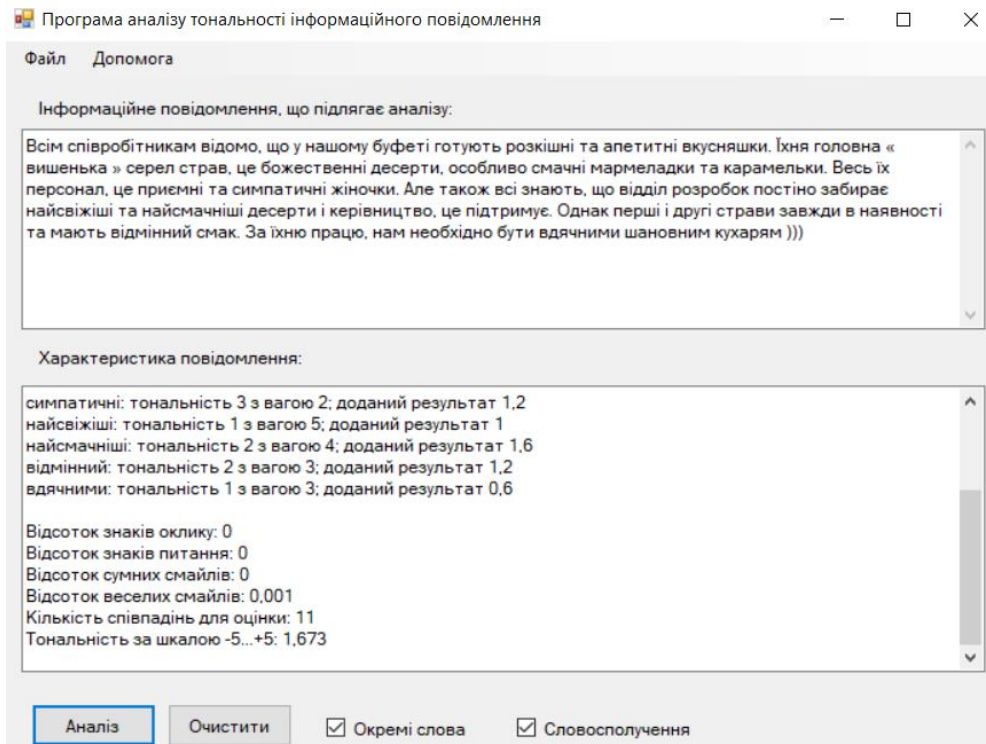 Програма аналізу тональності інформаційного повідомлення
Файл Допомога
Інформаційне повідомлення, що підлягає аналізу:
Всім співробітникам відомо, що у нашому буфеті готують розкішні та апетитні вкусняшки. Їхня головна «
вишенька » серел страв, це божественні десерти, особливо смачні мармеладки та карамельки. Весь їх
персонал, це приємні та симпатичні жіночки. Але також всі знають, що відділ розробок постіно забирає
найсвіжіші та найсмачніші десерти і керівництво, це підтримує. Однак перші і другі страви завжди в наявності
та мають відмінний смак. За їхню працю, нам необхідно бути вдячними шановним кухарям )))
Характеристика повідомлення:
симпатичні: тональність 3 з вагою 2; доданий результат 1,2
найсвіжіші: тональність 1 з вагою 5; доданий результат 1
найсмачніші: тональність 2 з вагою 4; доданий результат 1,6
відмінний: тональність 2 з вагою 3; доданий результат 1,2
вдячними: тональність 1 з вагою 3; доданий результат 0,6
Відсоток знаків оклику: 0
Відсоток знаків питання: 0
Відсоток сумних смайлів: 0
Відсоток веселих смайлів: 0,001
Кількість співпадінь для оцінки: 11
Тональність за шкалою -5...+5: 1,673
Аналіз Очистити Окремі слова Словосполучення